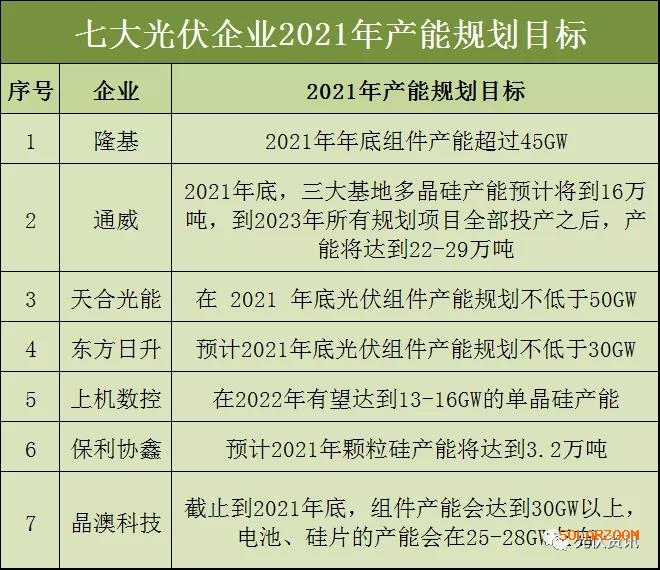 七大光伏企业2021年产能规划目标
序号 企业 2021年产能规划目标
1 隆基 2021年年底组件产能超过45GW
2 通威 2021年底，三大基地多晶硅产能预计将到16万
吨，到2023年所有规划项目全部投产之后，产
能将达到22-29万吨
3 天合光能 在 2021 年底光伏组件产能规划不低于50GW
4 东方日升 预计2021年底光伏组件产能规划不低于30GW
5 上机数控 在2022年有望达到13-16GW的单晶硅产能
6 保利协鑫 预计2021年颗粒硅产能将达到3.2万吨
7 晶澳科技 截止到2021年底，组件产能会达到30GW以上，
电池、硅片的产能会在25-28GW
SOLARZOOM
资讯